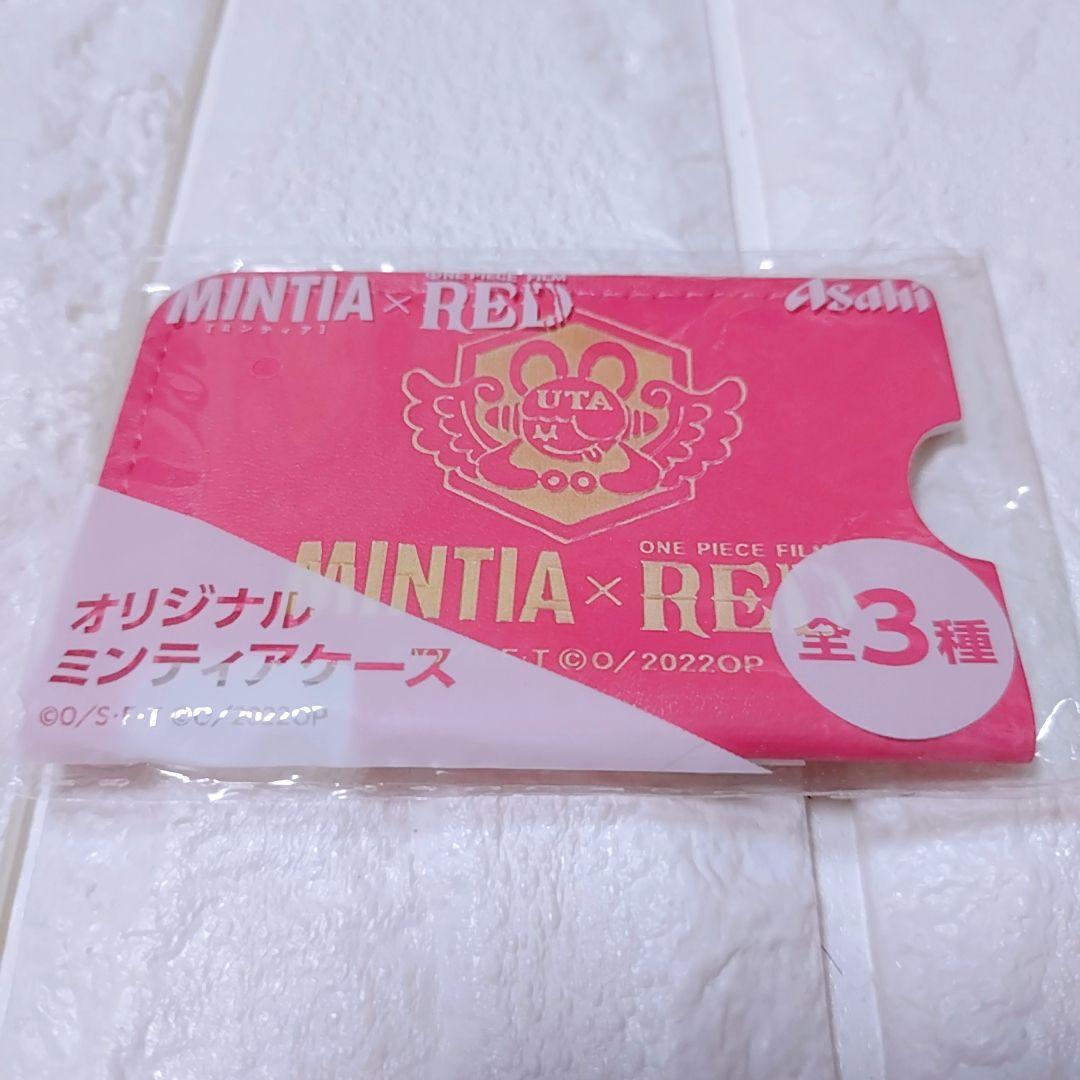 MINTIA × ONE PIECE FILM RED
[ミンティア]
Asahi
UTA
MINTIA × ONE PIECE FILM RED
·T ©O/2022OP
全3種
オリジナル
ミンティアケース
©O/S·F·T ©O/2022OP